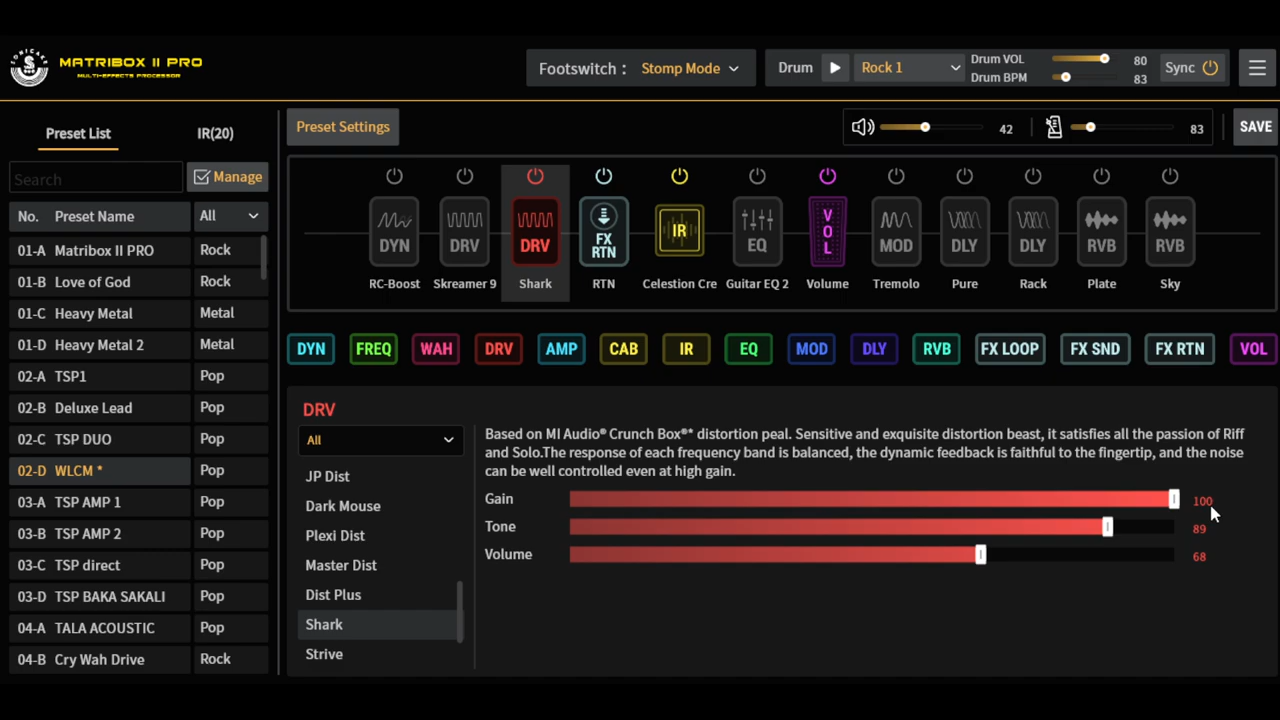 SONICAKE
MATRIBOX II PRO
MULTI-EFFECTS PROCESSOR
Footswitch : Stomp Mode
Drum Rock 1
Drum VOL 80
Drum BPM 83
Sync
Preset List IR(20)
Search Manage
No. Preset Name All
01-A Matribox II PRO Rock
01-B Love of God Rock
01-C Heavy Metal Metal
01-D Heavy Metal 2 Metal
02-A TSP1 Pop
02-B Deluxe Lead Pop
02-C TSP DUO Pop
02-D WLCM * Pop
03-A TSP AMP 1 Pop
03-B TSP AMP 2 Pop
03-C TSP direct Pop
03-D TSP BAKA SAKALI Pop
04-A TALA ACOUSTIC Pop
04-B Cry Wah Drive Rock
Preset Settings 42 83 SAVE
DYN DRV DRV FX RTN IR EQ VOL MOD DLY DLY RVB RVB
RC-Boost Skreamer 9 Shark RTN Celestion Cre Guitar EQ 2 Volume Tremolo Pure Rack Plate Sky
DYN FREQ WAH DRV AMP CAB IR EQ MOD DLY RVB FX LOOP FX SND FX RTN VOL
DRV
All
JP Dist
Dark Mouse
Plexi Dist
Master Dist
Dist Plus
Shark
Strive
Based on MI Audio® Crunch Box®* distortion peal. Sensitive and exquisite distortion beast, it satisfies all the passion of Riff
and Solo.The response of each frequency band is balanced, the dynamic feedback is faithful to the fingertip, and the noise
can be well controlled even at high gain.
Gain 100
Tone 89
Volume 68